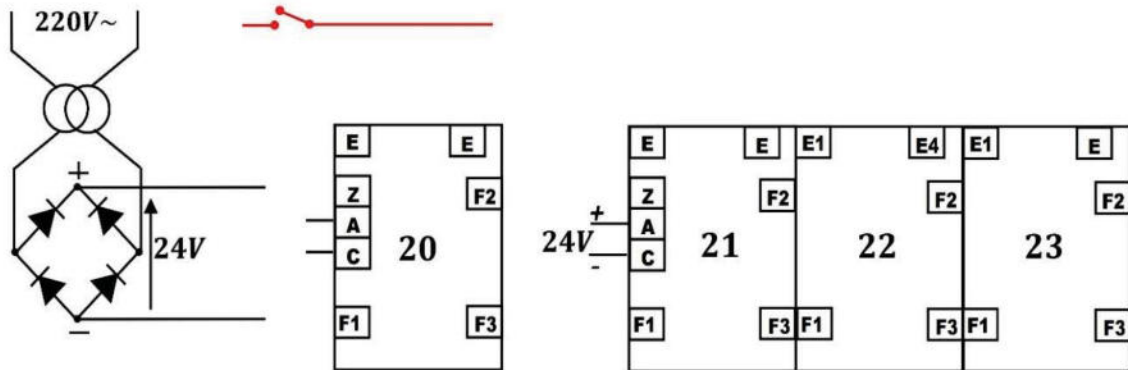 220V~
E E E E E1 E4 E1 E
+
Z F2 Z F2 F2 F2
24V A 20 24V + A 21 22 23
C - C
F1 F3 F1 F3 F1 F3 F1 F3
−